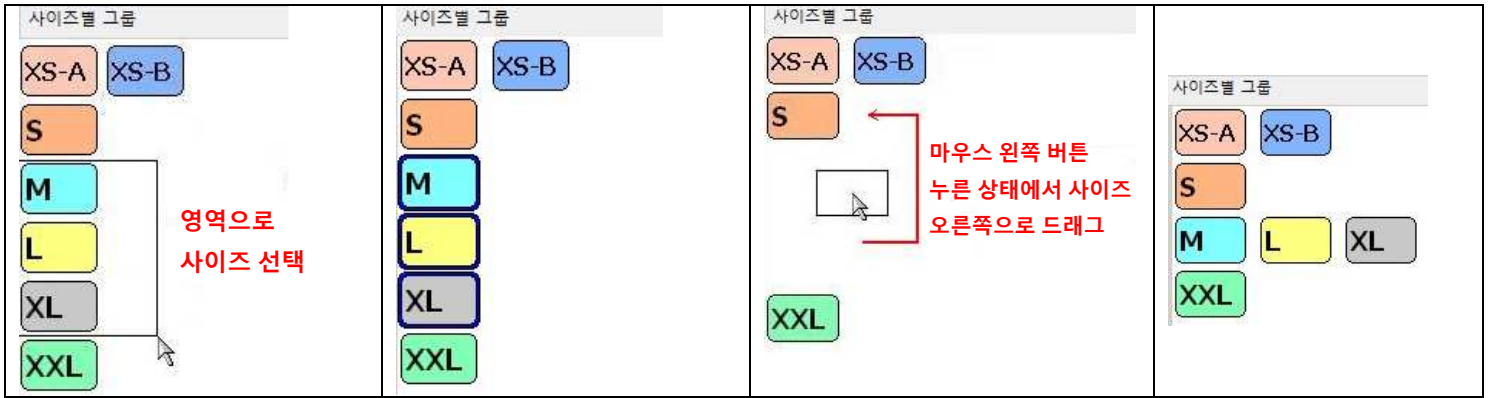 사이즈별 그룹
XS-A XS-B
S
M
L
XL
XXL
영역으로
사이즈 선택
사이즈별 그룹
XS-A XS-B
S
M
L
XL
XXL
사이즈별 그룹
XS-A XS-B
S
마우스 왼쪽 버튼
누른 상태에서 사이즈
오른쪽으로 드래그
XXL
사이즈별 그룹
XS-A XS-B
S
M L XL
XXL